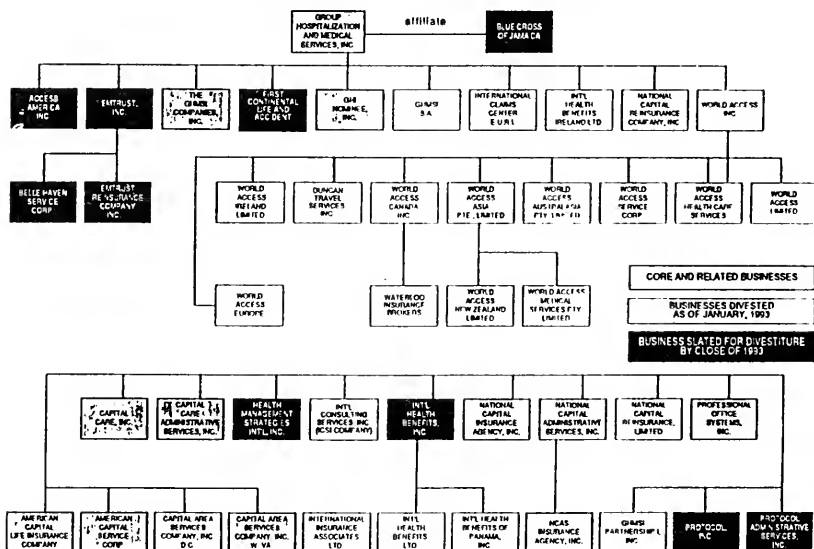 GROUP
HOSPITALIZATION
AND MEDICAL
SERVICES, INC
affiliate
BLUE CROSS
OF JAMAICA
ACCESS
AMERICA
INC
EMTRUST,
INC.
THE
GHMSI
COMPANIES,
INC.
FIRST
CONTINENTAL
LIFE AND
ACCIDENT
GHI
NOMINEE,
INC.
GHMSI
S.A.
INTERNATIONAL
CLAIMS
CENTER
E.U.R.L.
INT'L
HEALTH
BENEFITS
IRELAND LTD
NATIONAL
CAPITAL
REINSURANCE
COMPANY, INC
WORLD ACCESS
INC
BELLE HAVEN
SERVICE
CORP.
EMTRUST
REINSURANCE
COMPANY
INC.
WORLD
ACCESS
IRELAND
LIMITED
DUNCAN
TRAVEL
SERVICES
INC
WORLD
ACCESS
CANADA
INC
WORLD
ACCESS
ASIA
PTE., LIMITED
WORLD
ACCESS
AUSTRALASIA
PTY LIMITED
WORLD
ACCESS
SERVICE
CORP.
WORLD
ACCESS
HEALTH CARE
SERVICES
WORLD
ACCESS
LIMITED
WORLD
ACCESS
EUROPE
WATERLOO
INSURANCE
BROKERS
WORLD
ACCESS
NEW ZEALAND
LIMITED
WORLD ACCESS
MEDICAL
SERVICES PTY
LIMITED
CORE AND RELATED BUSINESSES
BUSINESSES DIVESTED
AS OF JANUARY, 1993
BUSINESS SLATED FOR DIVESTITURE
BY CLOSE OF 1993
CAPITAL
CARE, INC.
CAPITAL
CARE
ADMINISTRATIVE
SERVICES, INC.
HEALTH
MANAGEMENT
STRATEGIES
INT'L, INC.
INT'L
CONSULTING
SERVICES INC
(ICSI COMPANY)
INT'L
HEALTH
BENEFITS,
INC
NATIONAL
CAPITAL
INSURANCE
AGENCY, INC.
NATIONAL
CAPITAL
ADMINISTRATIVE
SERVICES, INC.
NATIONAL
CAPITAL
REINSURANCE,
LIMITED
PROFESSIONAL
OFFICE
SYSTEMS,
INC.
AMERICAN
CAPITAL
LIFE INSURANCE
COMPANY
AMERICAN
CAPITAL
SERVICE
CORP
CAPITAL AREA
SERVICES
COMPANY, INC
D.C.
CAPITAL AREA
SERVICES
COMPANY, INC.
W. VA
INTERNATIONAL
INSURANCE
ASSOCIATES
LTD
INT'L
HEALTH
BENEFITS LTD
INT'L HEALTH
BENEFITS OF
PANAMA,
INC
NCAS
INSURANCE
AGENCY, INC.
GHMSI
PARTNERSHIP I,
INC
PROTOCOL,
INC
PROTOCOL
ADMINISTRATIVE
SERVICES,
INC.